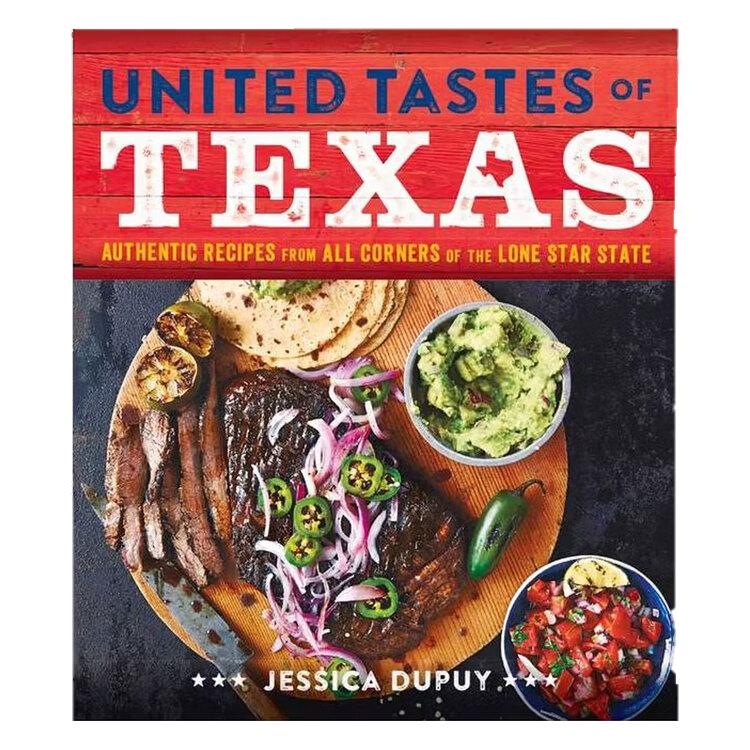 UNITED TASTES OF
TEXAS
AUTHENTIC RECIPES FROM ALL CORNERS OF THE LONE STAR STATE
★★★ JESSICA DUPUY ★★★